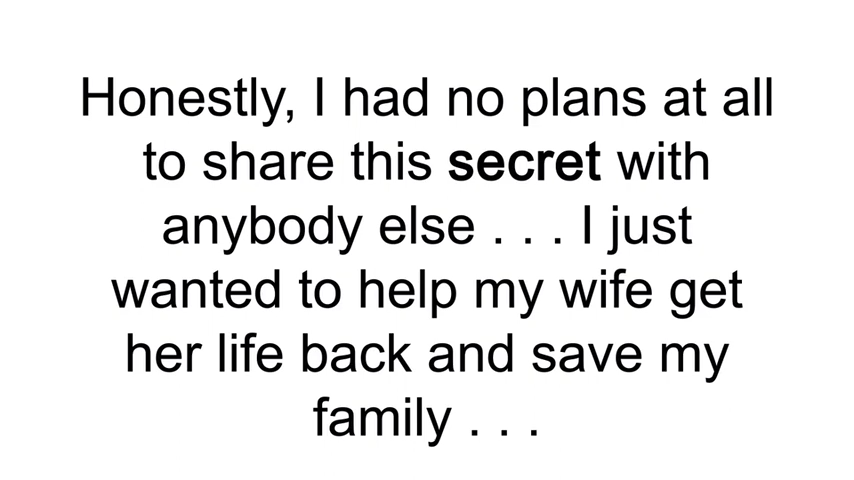 Honestly, I had no plans at all
to share this secret with
anybody else . . . I just
wanted to help my wife get
her life back and save my
family . . .